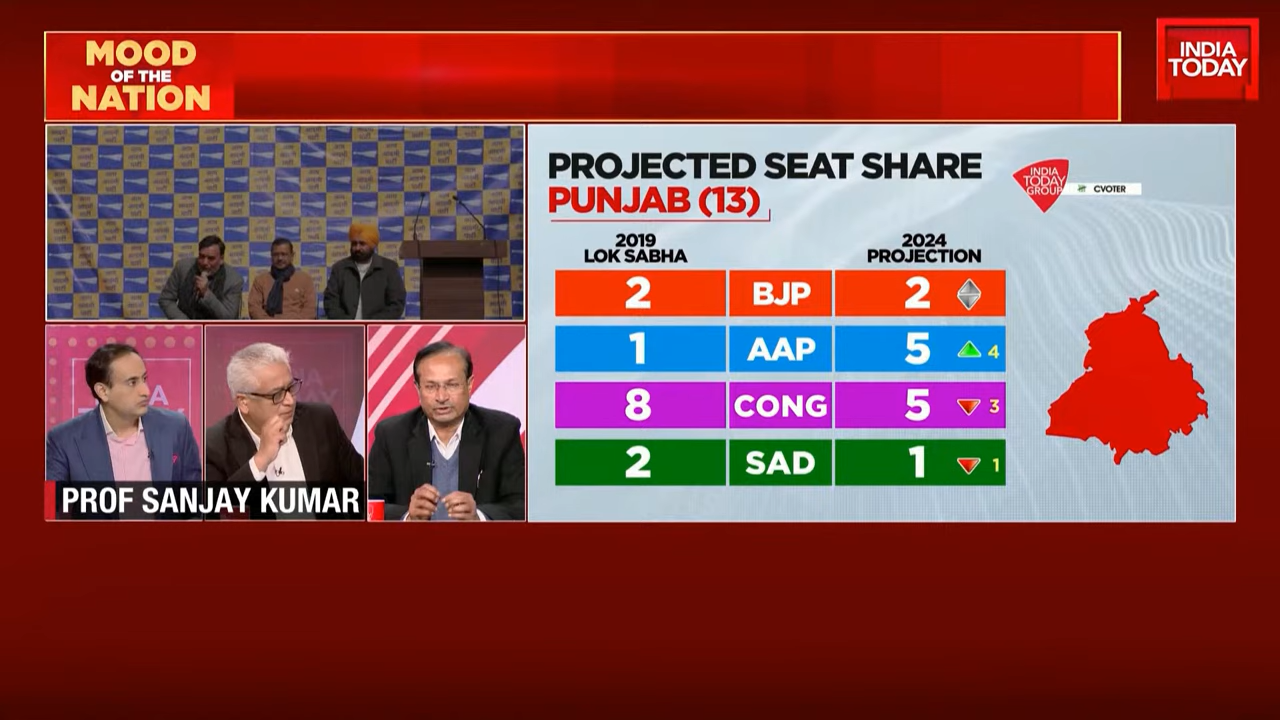 MOOD
OF THE
NATION
INDIA
TODAY
PROJECTED SEAT SHARE
PUNJAB (13)
INDIA
TODAY
GROUP
CVOTER
2019
LOK SABHA
2024
PROJECTION
2 BJP 2
1 AAP 5 4
8 CONG 5 3
2 SAD 1 1
PROF SANJAY KUMAR